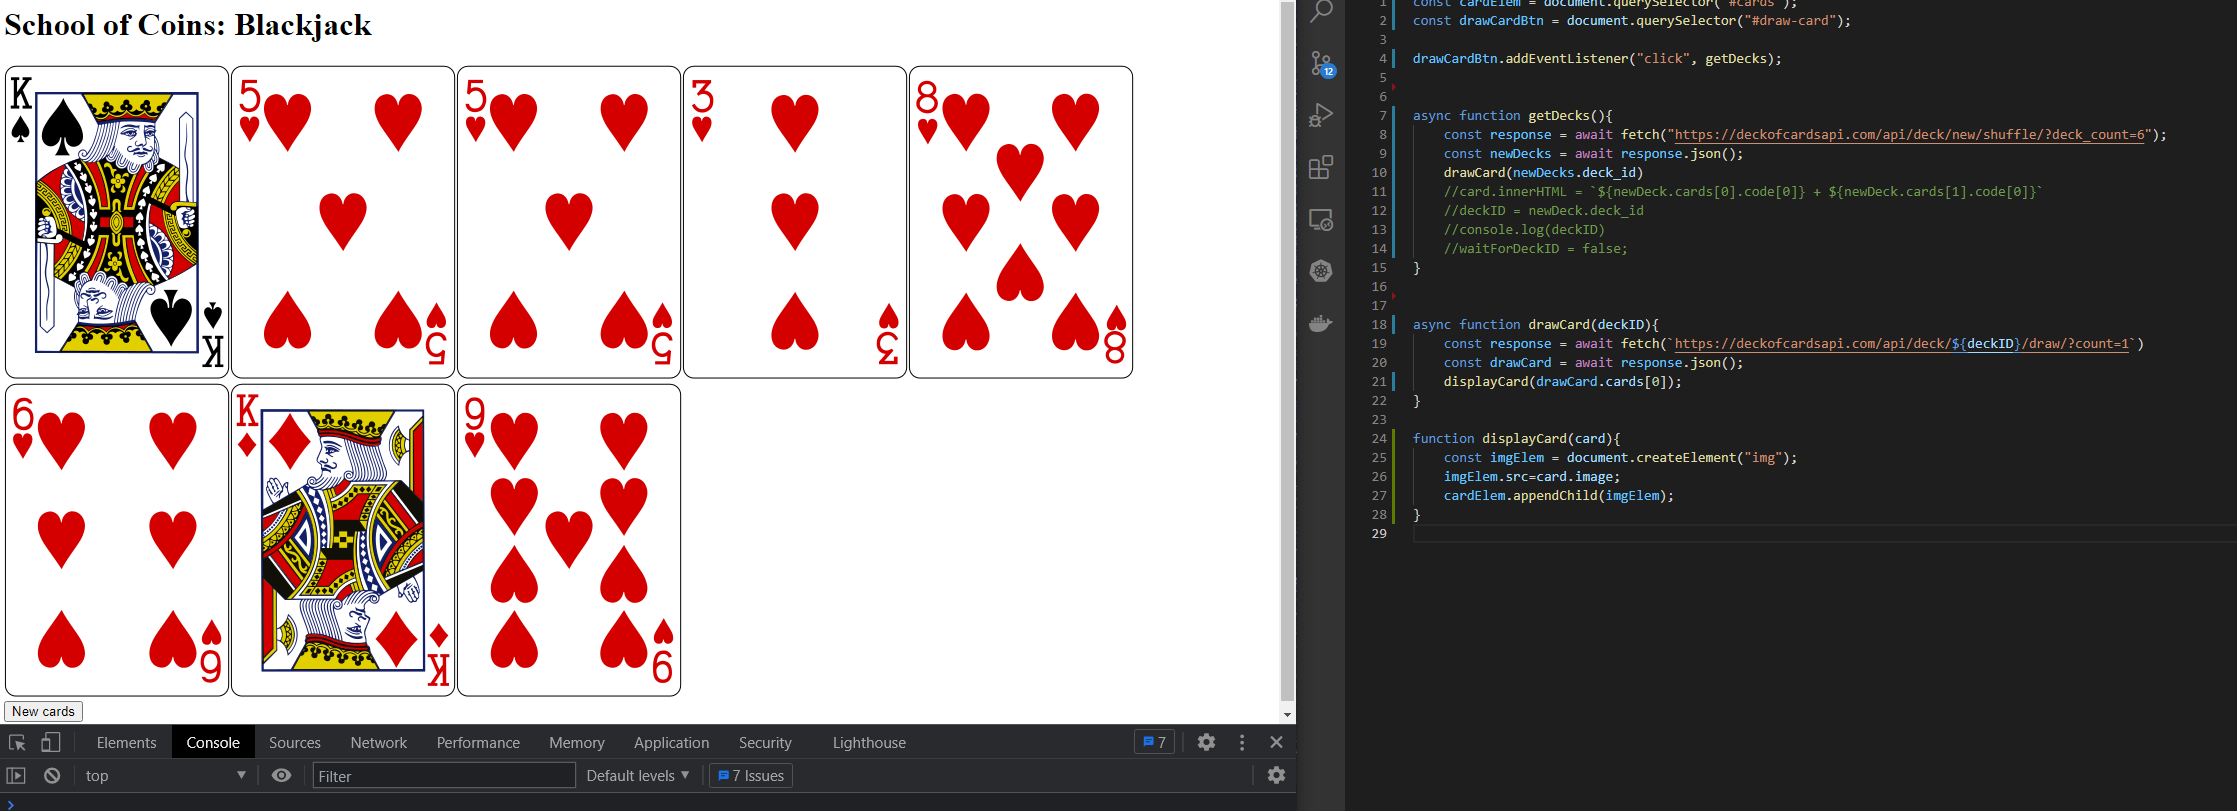 School of Coins: Blackjack
K
K
5
5
5
5
3
3
8
8
6
6
K
K
9
9
New cards
Elements Console Sources Network Performance Memory Application Security Lighthouse 7
top Filter Default levels 7 Issues
12
1 const cardElem = document.querySelector("#cards");
2 const drawCardBtn = document.querySelector("#draw-card");
3
4 drawCardBtn.addEventListener("click", getDecks);
5
6
7 async function getDecks(){
8 const response = await fetch("https://deckofcardsapi.com/api/deck/new/shuffle/?deck_count=6");
9 const newDecks = await response.json();
10 drawCard(newDecks.deck_id)
11 //card.innerHTML = `${newDeck.cards[0].code[0]} + ${newDeck.cards[1].code[0]}`
12 //deckID = newDeck.deck_id
13 //console.log(deckID)
14 //waitForDeckID = false;
15 }
16
17
18 async function drawCard(deckID){
19 const response = await fetch(`https://deckofcardsapi.com/api/deck/${deckID}/draw/?count=1`)
20 const drawCard = await response.json();
21 displayCard(drawCard.cards[0]);
22 }
23
24 function displayCard(card){
25 const imgElem = document.createElement("img");
26 imgElem.src=card.image;
27 cardElem.appendChild(imgElem);
28 }
29